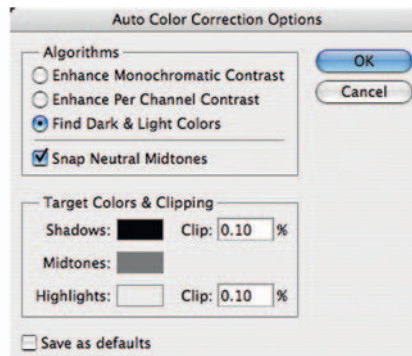 Auto Color Correction Options
Algorithms
Enhance Monochromatic Contrast
Enhance Per Channel Contrast
Find Dark & Light Colors
Snap Neutral Midtones
OK
Cancel
Target Colors & Clipping
Shadows: Clip: 0.10 %
Midtones:
Highlights: Clip: 0.10 %
Save as defaults